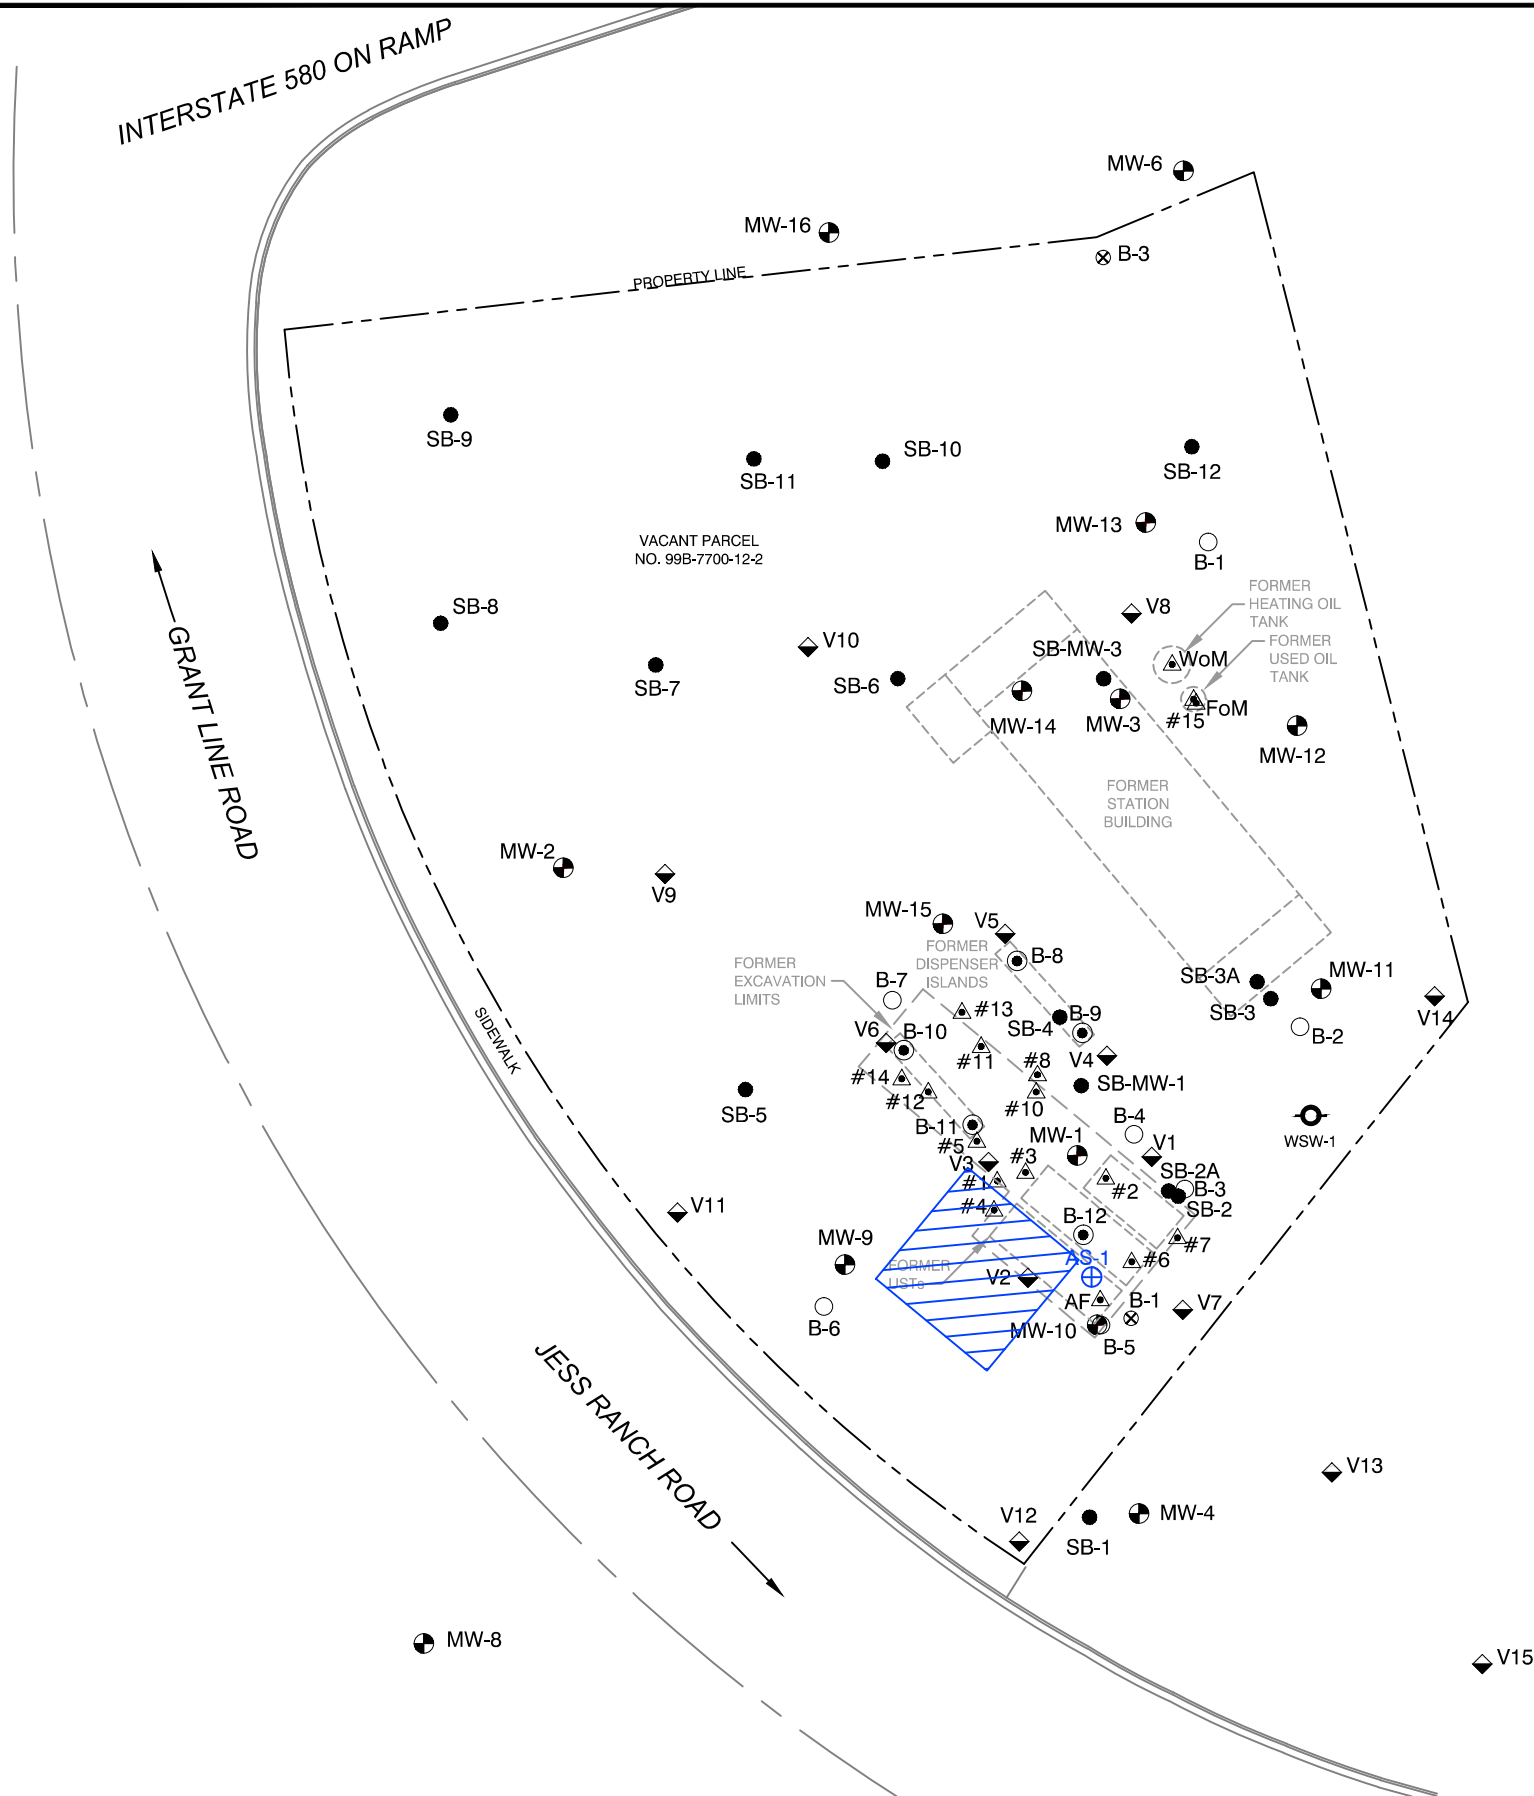 INTERSTATE 580 ON RAMP
MW-6
MW-16
B-3
PROPERTY LINE
SB-9
SB-11
SB-10
SB-12
MW-13
B-1
VACANT PARCEL
NO. 99B-7700-12-2
FORMER
HEATING OIL
TANK
SB-8
V8
V10
SB-MW-3
WoM
FORMER
USED OIL
TANK
SB-7
SB-6
MW-14
MW-3
#15
FoM
MW-12
GRANT LINE ROAD
FORMER
STATION
BUILDING
MW-2
V9
MW-15
V5
FORMER
DISPENSER
ISLANDS
B-8
FORMER
EXCAVATION
LIMITS
B-7
SB-3A
MW-11
SB-3
V14
#13
SB-4
B-9
B-2
SIDEWALK
V6
B-10
#11
V4
#14
#8
SB-MW-1
#12
#10
SB-5
B-11
B-4
WSW-1
#5
MW-1
V1
V3
#3
#1
#2
SB-2A
B-3
SB-2
#4
V11
B-12
#7
MW-9
AS-1
#6
FORMER
USTs
V2
AF
B-1
V7
B-6
MW-10
B-5
JESS RANCH ROAD
V13
V12
MW-4
SB-1
MW-8
V15